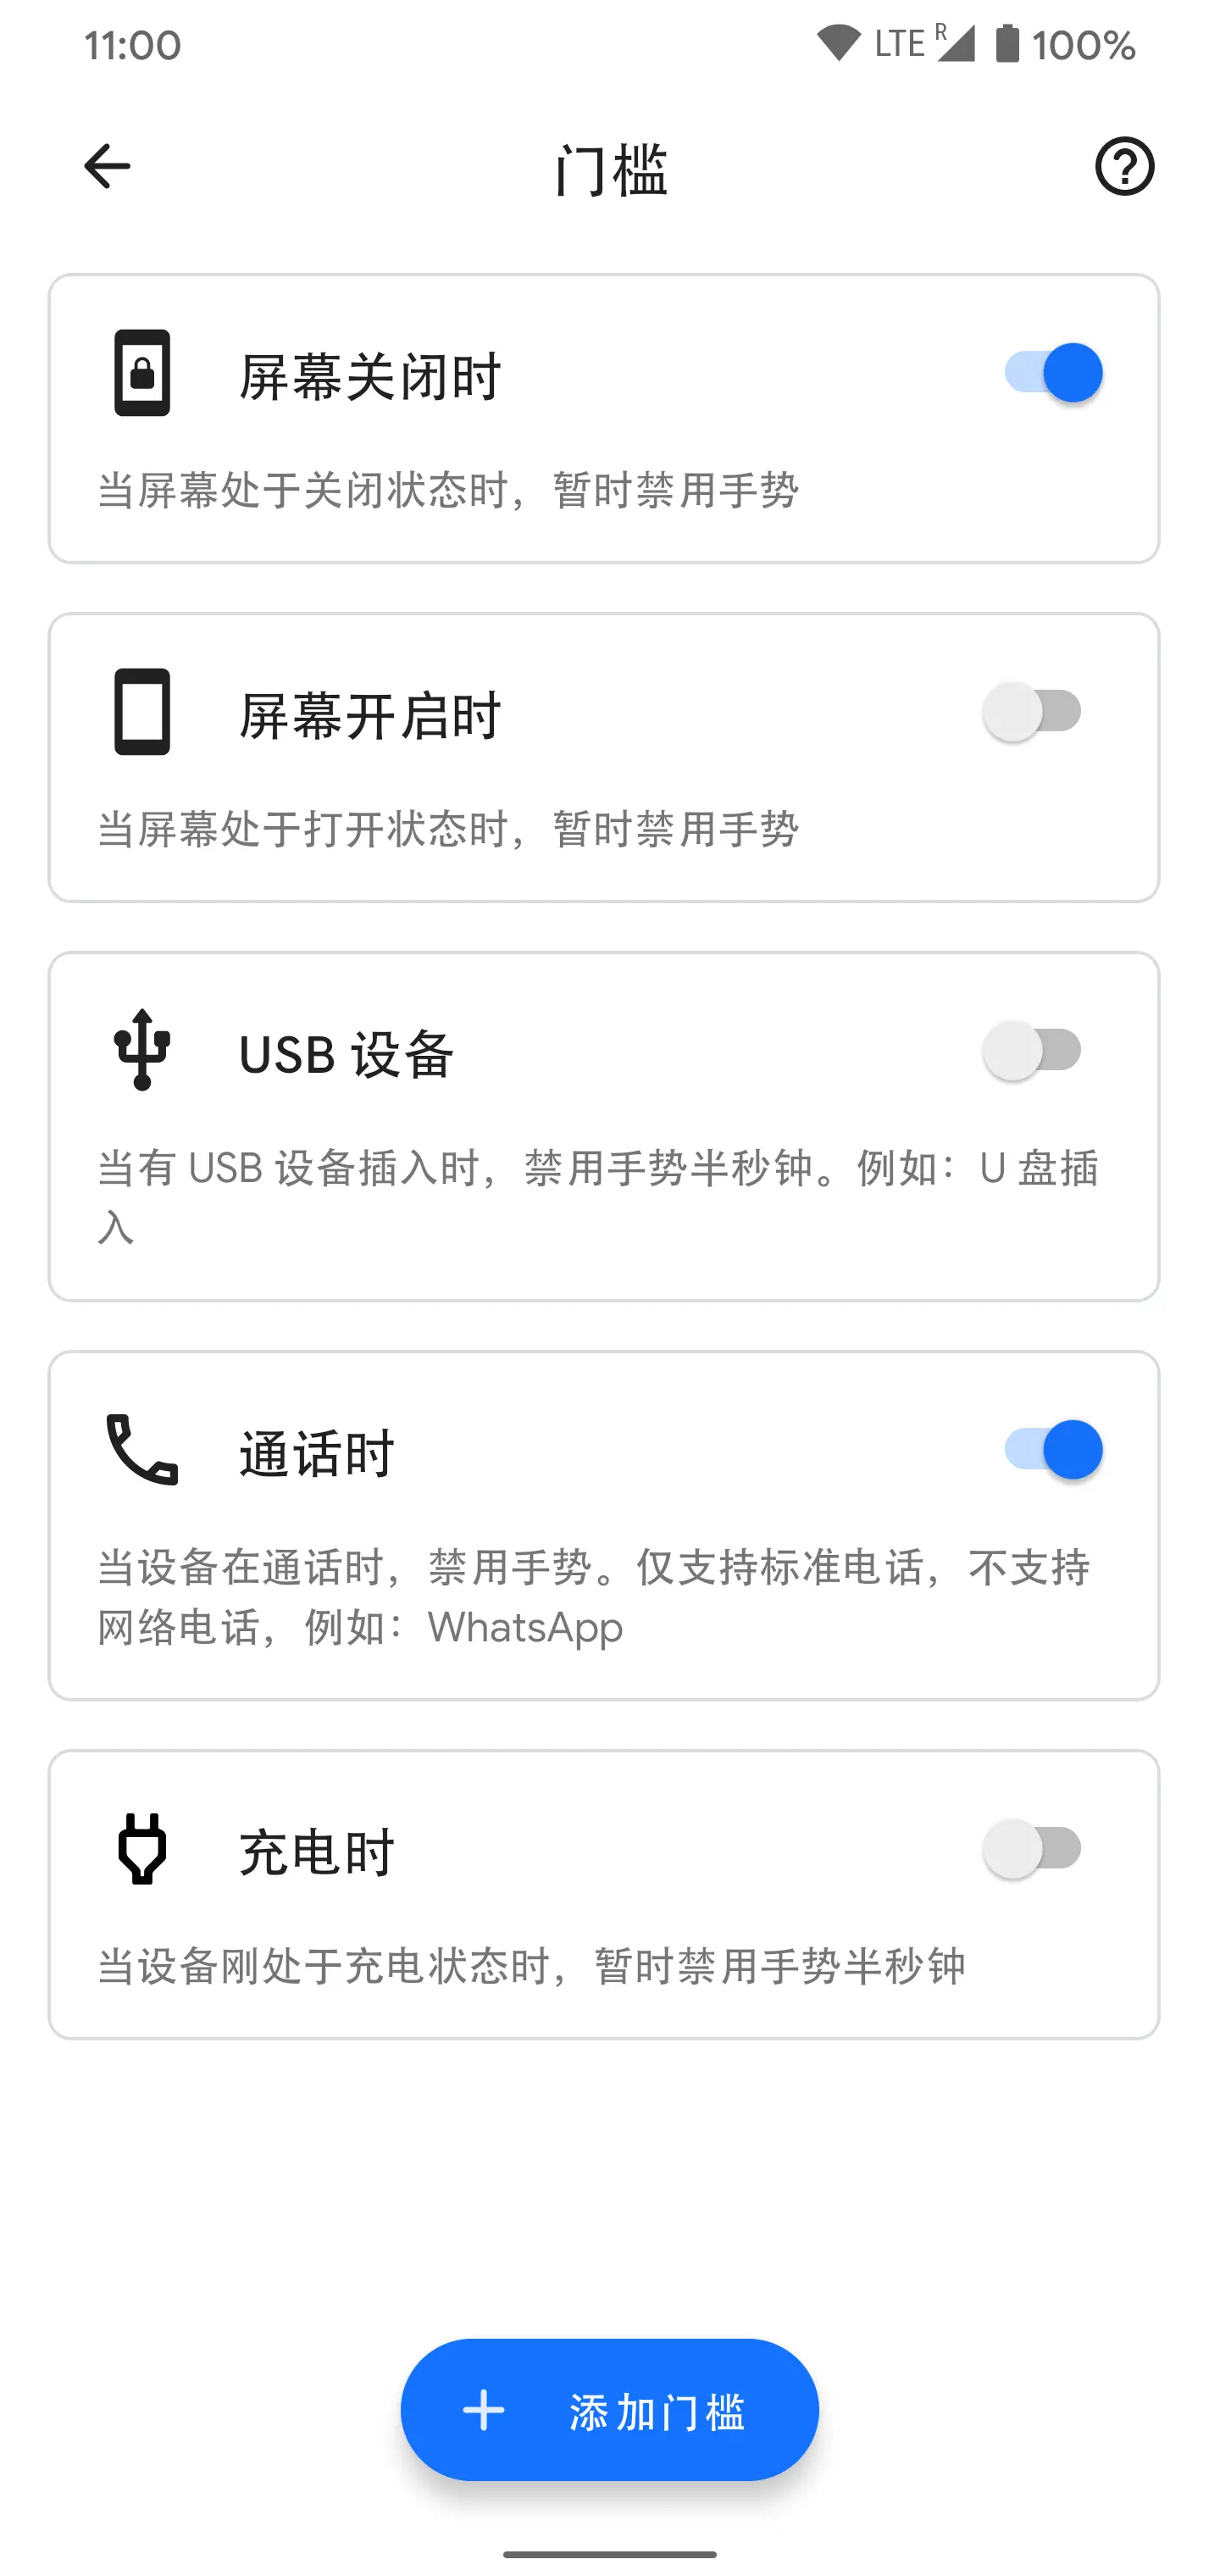 11:00
LTE R 100%
门槛
屏幕关闭时
当屏幕处于关闭状态时，暂时禁用手势
屏幕开启时
当屏幕处于打开状态时，暂时禁用手势
USB 设备
当有 USB 设备插入时，禁用手势半秒钟。例如：U 盘插
入
通话时
当设备在通话时，禁用手势。仅支持标准电话，不支持
网络电话，例如：WhatsApp
充电时
当设备刚处于充电状态时，暂时禁用手势半秒钟
添加门槛